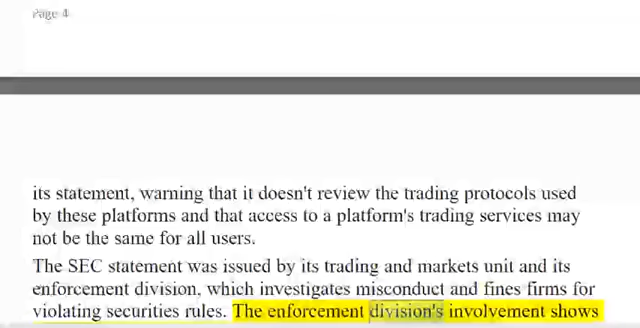 Page 4
its statement, warning that it doesn't review the trading protocols used
by these platforms and that access to a platform's trading services may
not be the same for all users.
The SEC statement was issued by its trading and markets unit and its
enforcement division, which investigates misconduct and fines firms for
violating securities rules. The enforcement division's involvement shows